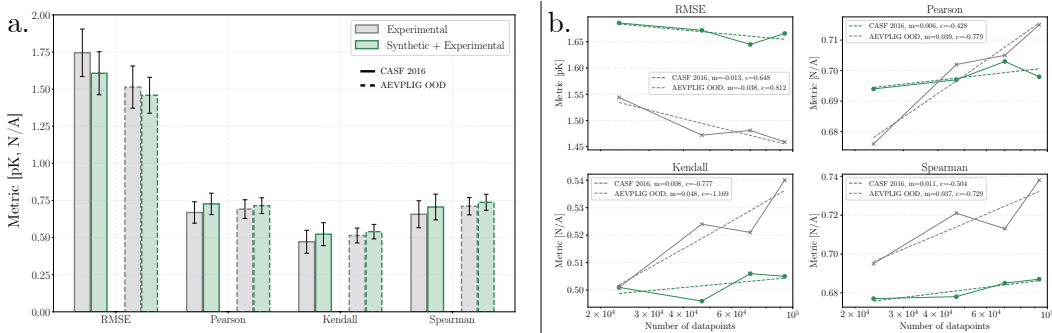 a.
Metric [pK, N/A]
2.00
1.75
1.50
1.25
1.00
0.75
0.50
0.25
0.00
Experimental
Synthetic + Experimental
CASF 2016
AEVPLIG OOD
RMSE
Pearson
Kendall
Spearman
b.
RMSE
Metric [pK]
1.65
1.60
1.55
1.50
1.45
CASF 2016, m=-0.013, c=0.648
AEVPLIG OOD, m=-0.038, c=0.812
Pearson
Metric [N/A]
0.71
0.70
0.69
0.68
CASF 2016, m=0.006, c=-0.428
AEVPLIG OOD, m=0.039, c=-0.779
Kendall
Metric [N/A]
0.54
0.53
0.52
0.51
0.50
CASF 2016, m=0.008, c=-0.777
AEVPLIG OOD, m=0.048, c=-1.169
2 × 10⁴
3 × 10⁴
4 × 10⁴
6 × 10⁴
10⁵
Number of datapoints
Spearman
Metric [N/A]
0.74
0.72
0.70
0.68
CASF 2016, m=0.011, c=-0.504
AEVPLIG OOD, m=0.037, c=-0.729
2 × 10⁴
3 × 10⁴
4 × 10⁴
6 × 10⁴
10⁵
Number of datapoints